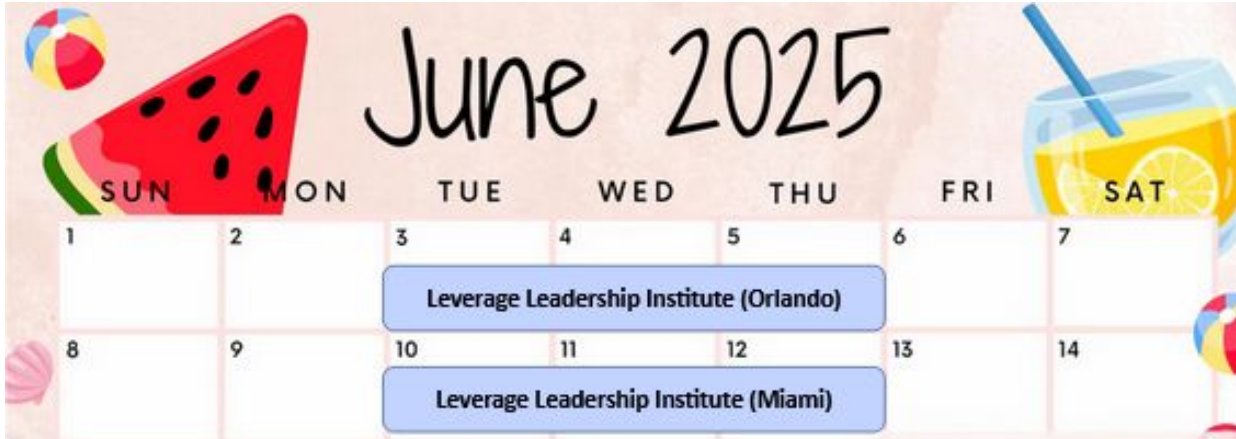 June 2025
SUN MON TUE WED THU FRI SAT
1 2 3 4 5 6 7
Leverage Leadership Institute (Orlando)
8 9 10 11 12 13 14
Leverage Leadership Institute (Miami)